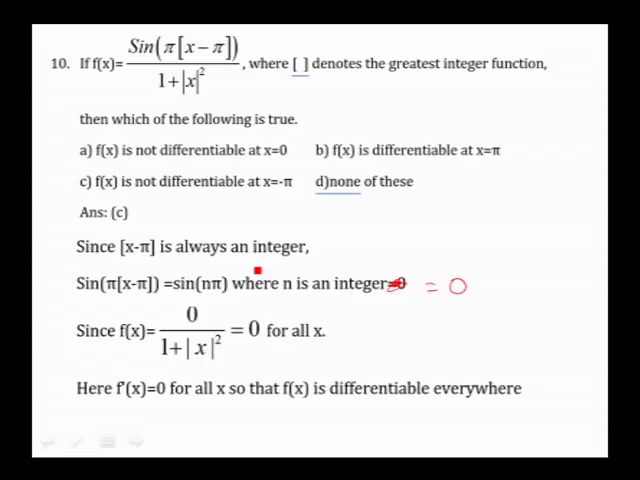 10. If f(x)= Sin(π[x−π]) / 1+|x|² , where [ ] denotes the greatest integer function,
then which of the following is true.
a) f(x) is not differentiable at x=0 b) f(x) is differentiable at x=π
c) f(x) is not differentiable at x=-π d)none of these
Ans: (c)
Since [x-π] is always an integer,
Sin(π[x-π]) =sin(nπ) where n is an integer=0 = 0
Since f(x)= 0 / 1+|x|² = 0 for all x.
Here f'(x)=0 for all x so that f(x) is differentiable everywhere